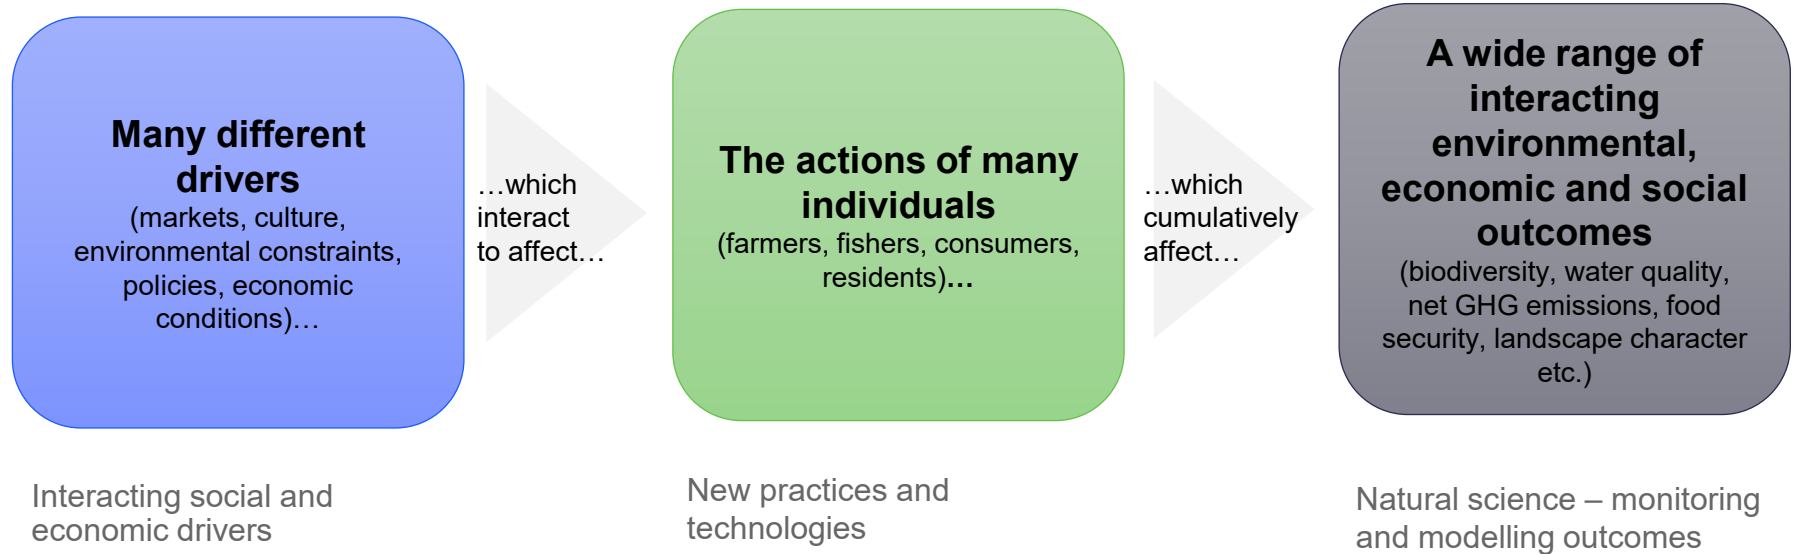 Many different
drivers
(markets, culture,
environmental constraints,
policies, economic
conditions)…
…which
interact
to affect…
The actions of many
individuals
(farmers, fishers, consumers,
residents)…
…which
cumulatively
affect…
A wide range of
interacting
environmental,
economic and social
outcomes
(biodiversity, water quality,
net GHG emissions, food
security, landscape character
etc.)
Interacting social and
economic drivers
New practices and
technologies
Natural science – monitoring
and modelling outcomes